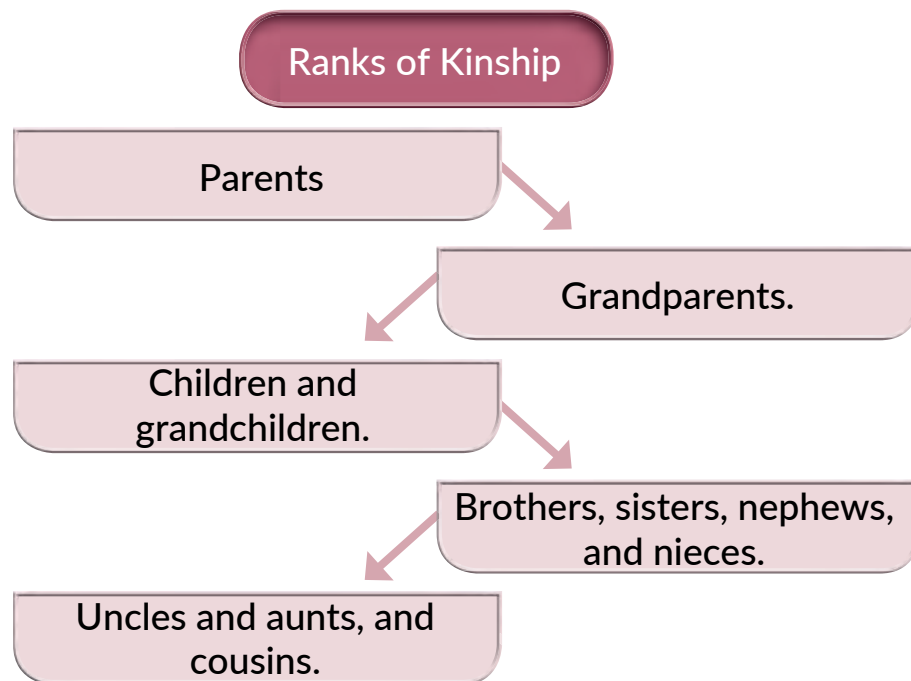 Ranks of Kinship
Parents
Grandparents.
Children and
grandchildren.
Brothers, sisters, nephews,
and nieces.
Uncles and aunts, and
cousins.